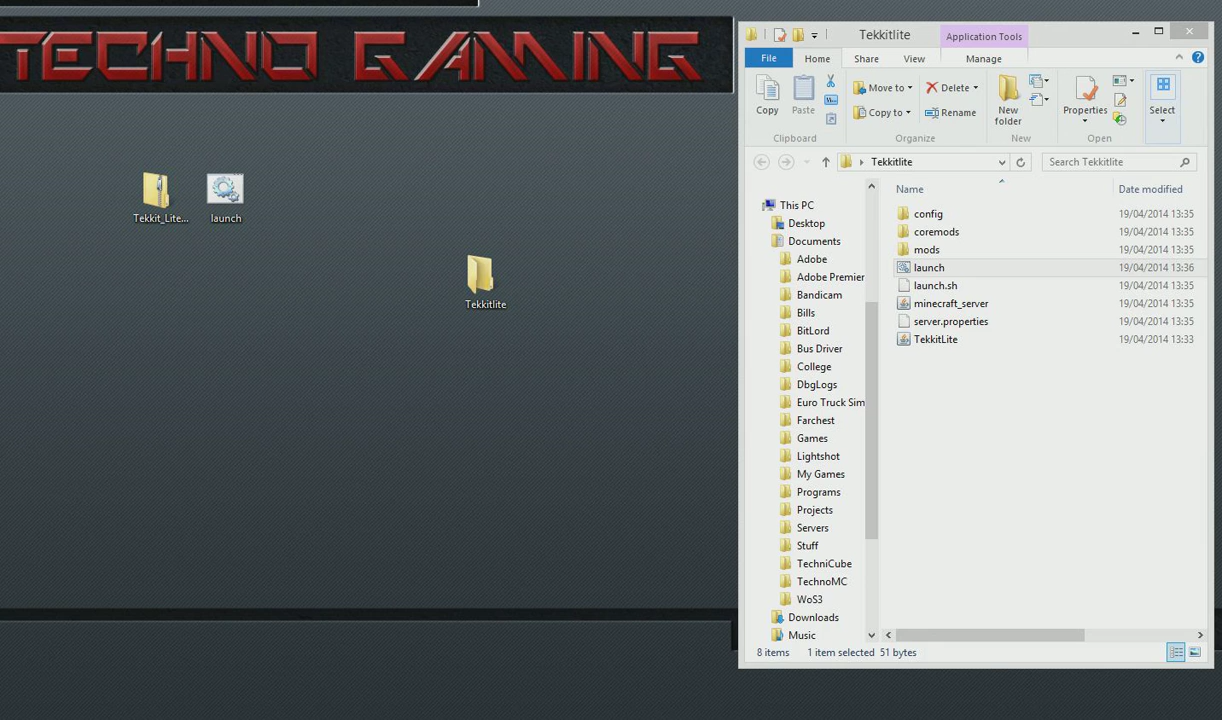 TECHNO GAMING
Tekkit_Lite...
launch
Tekkitlite
Tekkitlite
Application Tools
File
Home
Share
View
Manage
Copy
Paste
Move to
Copy to
Delete
Rename
New folder
Properties
Select
Clipboard
Organize
New
Open
Tekkitlite
Search Tekkitlite
This PC
Desktop
Documents
Adobe
Adobe Premier
Bandicam
Bills
BitLord
Bus Driver
College
DbgLogs
Euro Truck Sim
Farchest
Games
Lightshot
My Games
Programs
Projects
Servers
Stuff
TechniCube
TechnoMC
WoS3
Downloads
Music
Name Date modified
config 19/04/2014 13:35
coremods 19/04/2014 13:35
mods 19/04/2014 13:35
launch 19/04/2014 13:36
launch.sh 19/04/2014 13:35
minecraft_server 19/04/2014 13:35
server.properties 19/04/2014 13:35
TekkitLite 19/04/2014 13:33
8 items 1 item selected 51 bytes